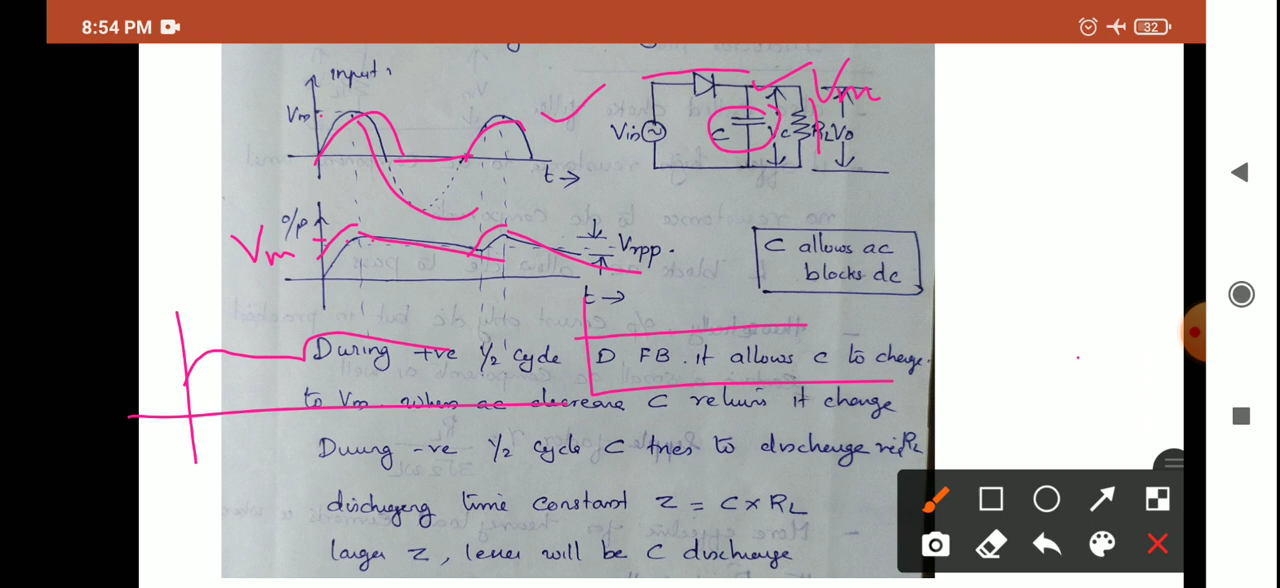 8:54 PM
32
input
Vm
Vin
C
Vc
RL
Vo
Vm
t→
o/p
Vm
Vrpp.
t→
C allows ac
blocks dc
During +ve 1/2 cycle D FB. it allows C to charge.
to Vm. when ac decrease C retuins it charge
During -ve 1/2 cycle C tries to discharge via RL
discharging time constant Z = C x RL
larger Z, lesser will be C discharge